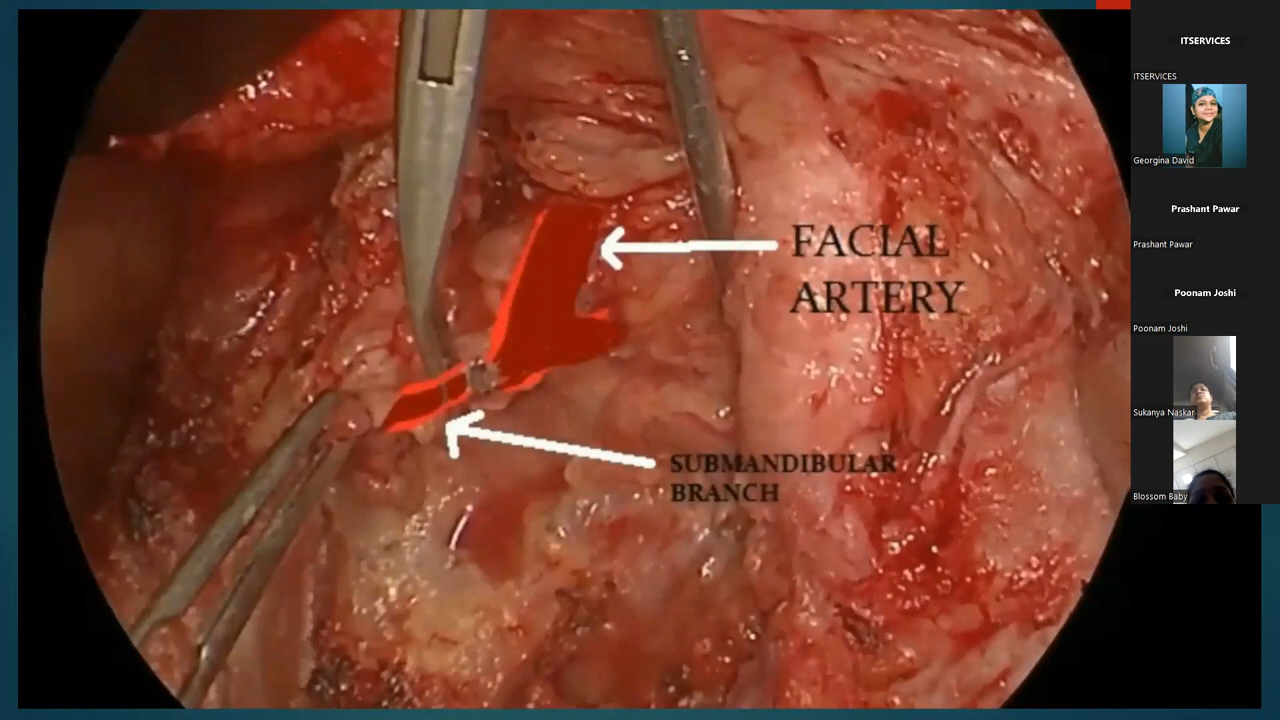 FACIAL
ARTERY
SUBMANDIBULAR
BRANCH
ITSERVICES
ITSERVICES
Georgina David
Prashant Pawar
Prashant Pawar
Poonam Joshi
Poonam Joshi
Sukanya Naskar
Blossom Baby